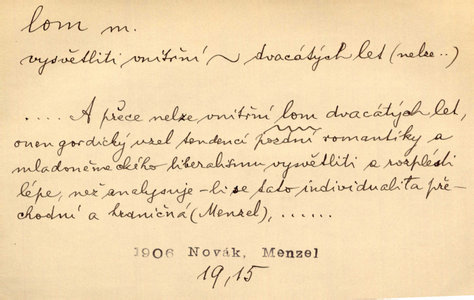 lom m.
vysvětliti vnitřní ~ dvacátých let (nelze..)
.... A přece nelze vnitřní lom dvacátých let,
onen gordický uzel tendencí pozdní romantiky a
mladoněmeckého liberalismu vysvětliti a rozplésti
lépe, než analysuje-li se tato individualita pře-
chodní a hraničná (Menzel), ......
1906 Novák, Menzel
19,15